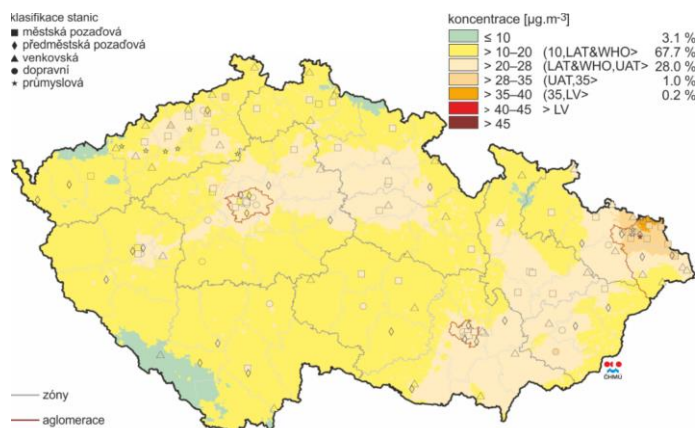 klasifikace stanic
městská pozaďová
předměstská pozaďová
venkovská
dopravní
průmyslová
koncentrace [µg.m-3]
≤ 10 3.1 %
> 10–20 (10,LAT&WHO> 67.7 %
> 20–28 (LAT&WHO,UAT> 28.0 %
> 28–35 (UAT,35> 1.0 %
> 35–40 (35,LV> 0.2 %
> 40–45 > LV
> 45
ČHMÚ
zóny
aglomerace